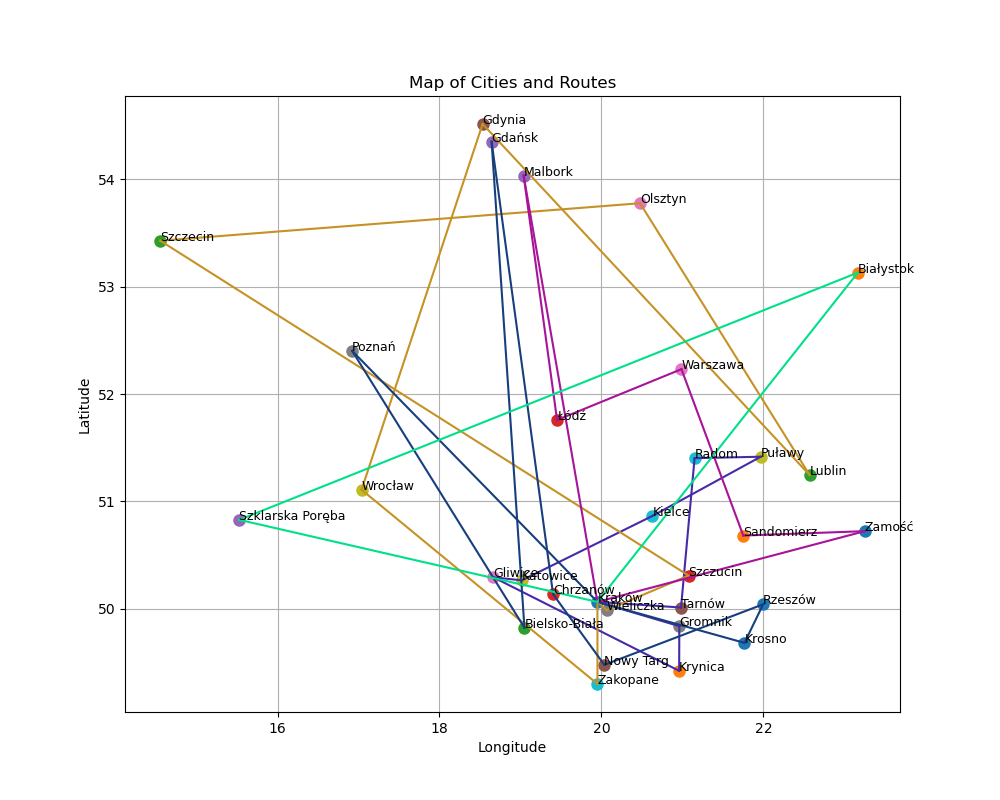 Map of Cities and Routes
Gdynia
Gdańsk
Malbork
Olsztyn
Szczecin
Białystok
Poznań
Warszawa
Łódź
Radom
Puławy
Lublin
Wrocław
Szklarska Poręba
Kielce
Sandomierz
Zamość
Gliwice
Katowice
Szczucin
Chrzanów
Kraków
Wieliczka
Tarnów
Rzeszów
Bielsko-Biała
Gromnik
Krosno
Nowy Targ
Krynica
Zakopane
54
53
52
51
50
Latitude
16
18
20
22
Longitude